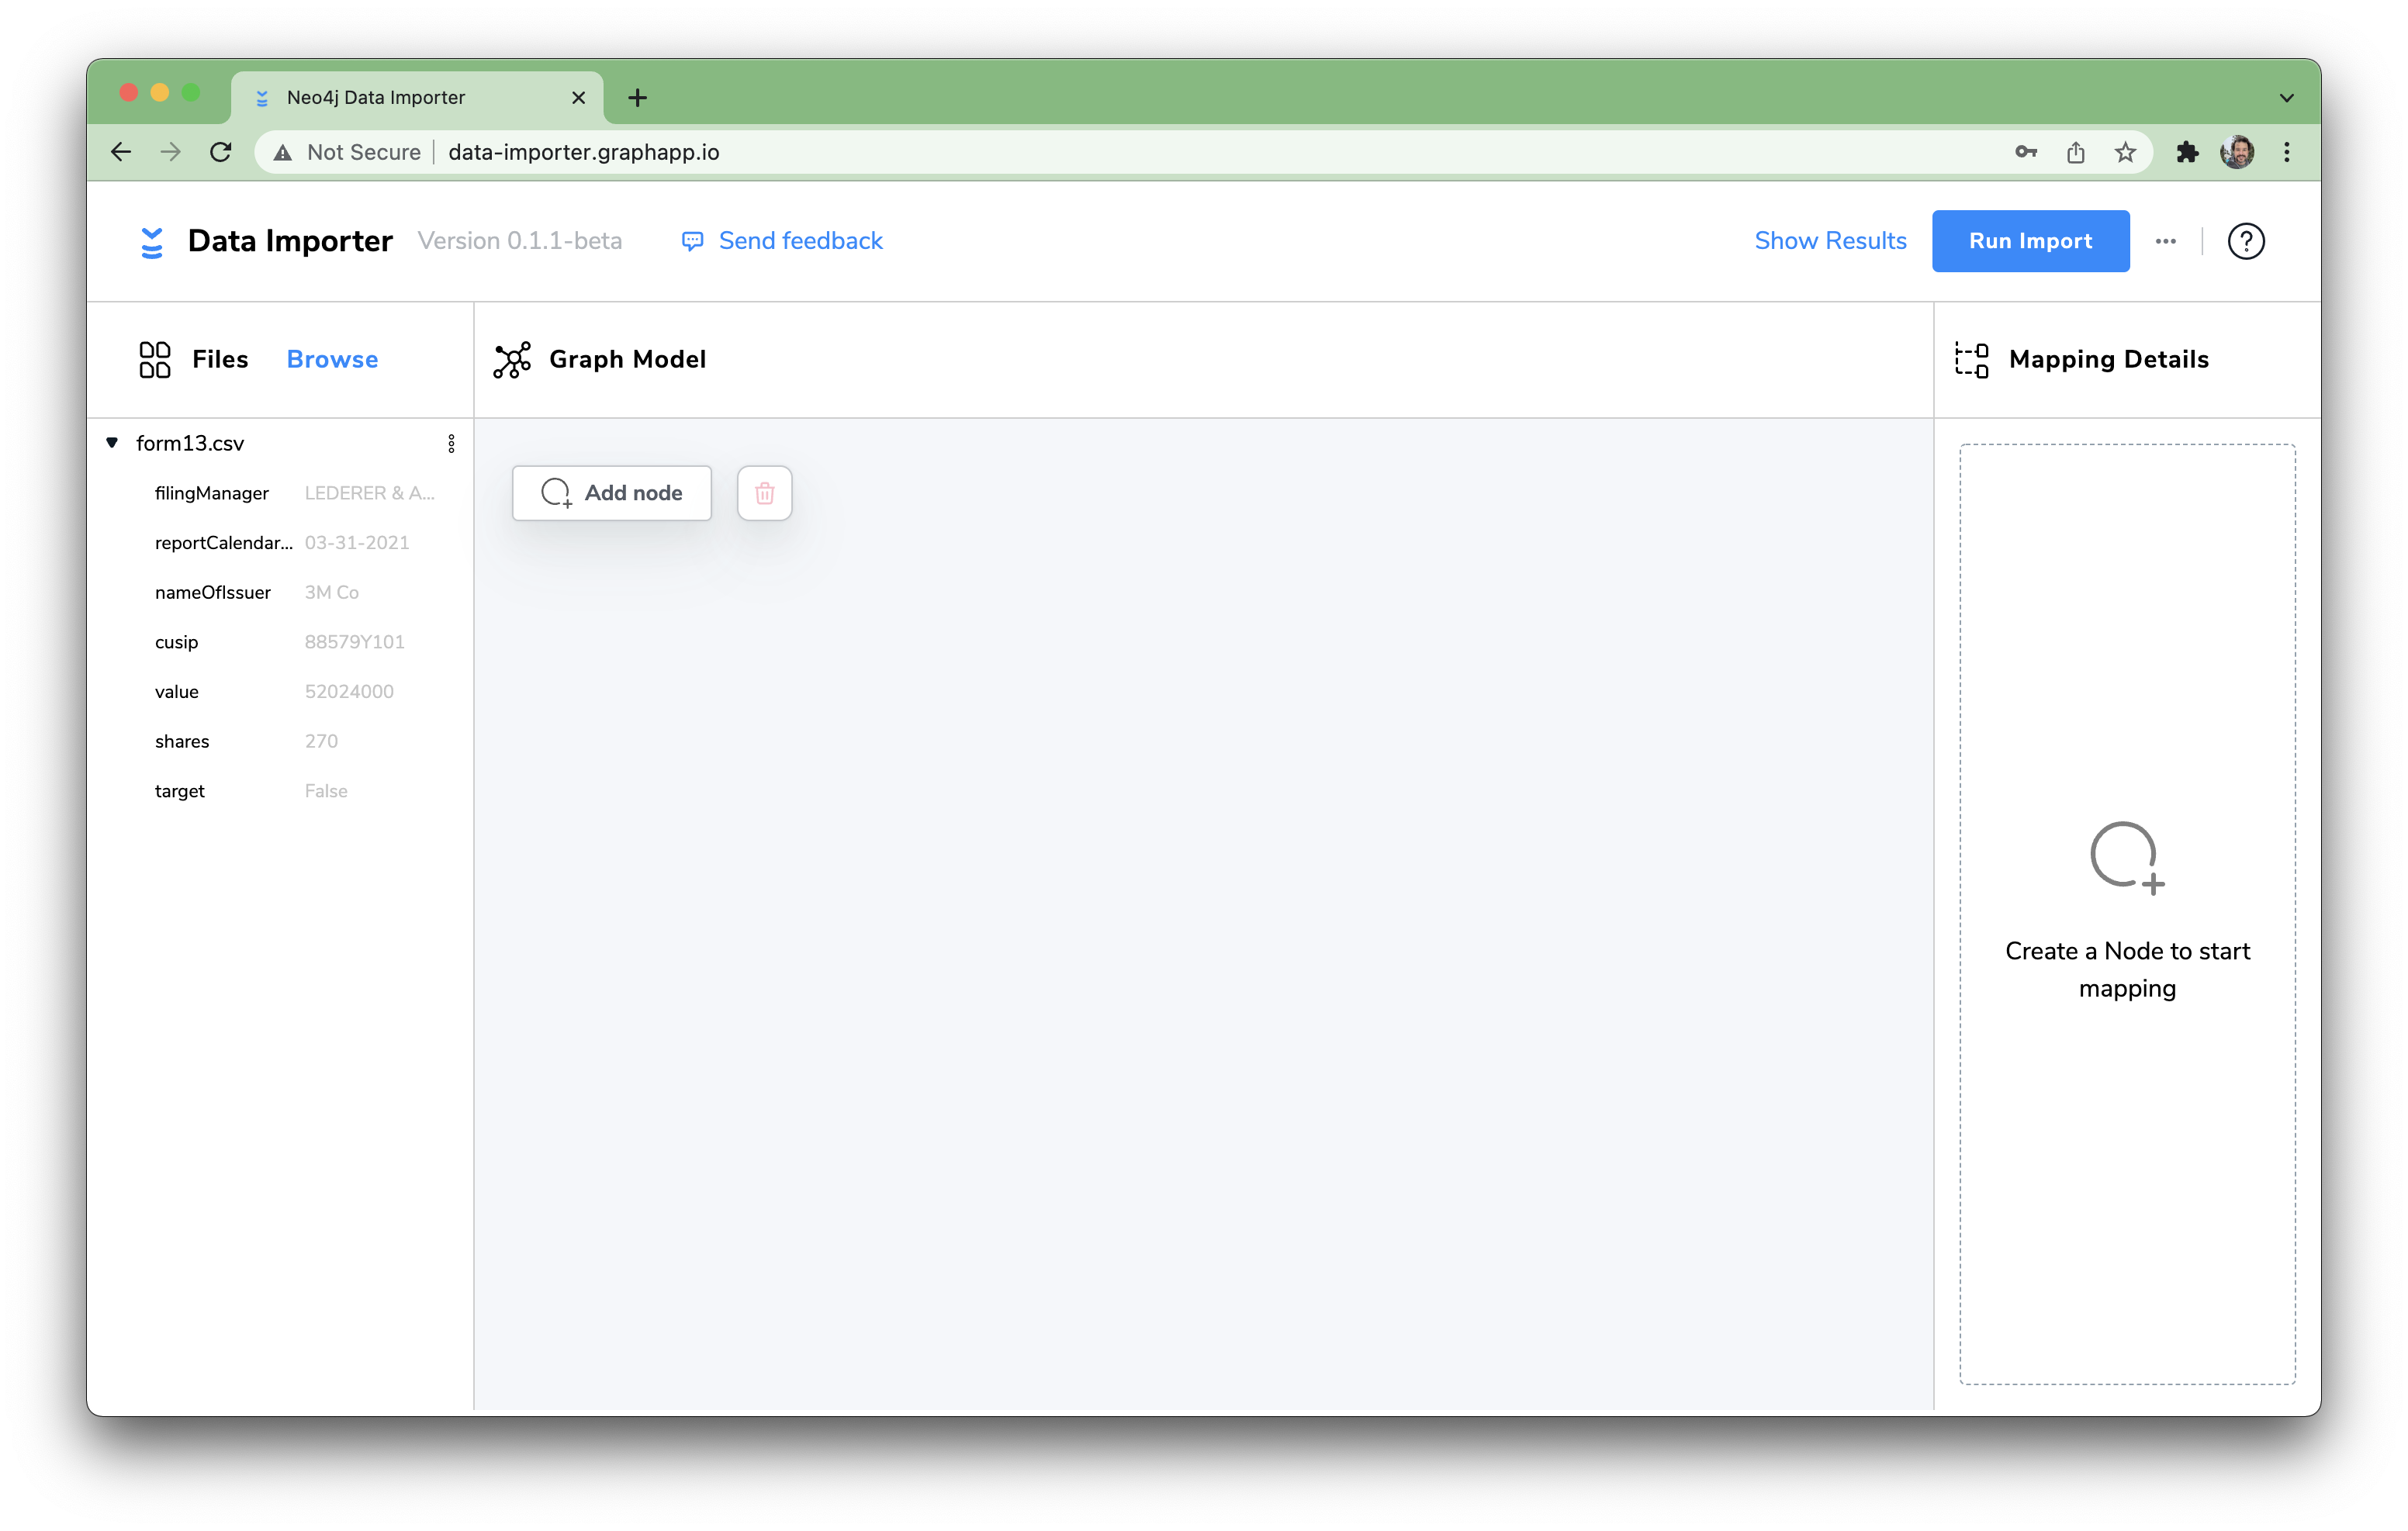 Neo4j Data Importer
Not Secure data-importer.graphapp.io
Data Importer Version 0.1.1-beta Send feedback Show Results Run Import
Files Browse Graph Model Mapping Details
form13.csv
filingManager LEDERER & A...
reportCalendar... 03-31-2021
nameOfIssuer 3M Co
cusip 88579Y101
value 52024000
shares 270
target False
Add node
Create a Node to start
mapping